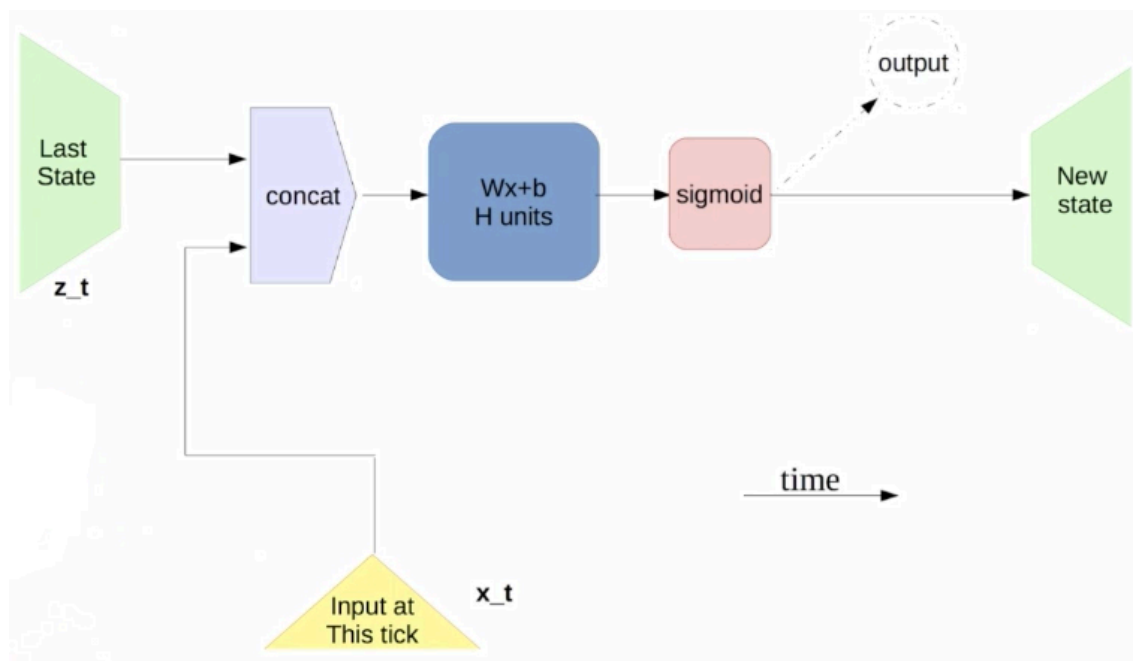 output
Last
State
concat
Wx+b
H units
sigmoid
New
state
z_t
time
Input at
This tick
x_t